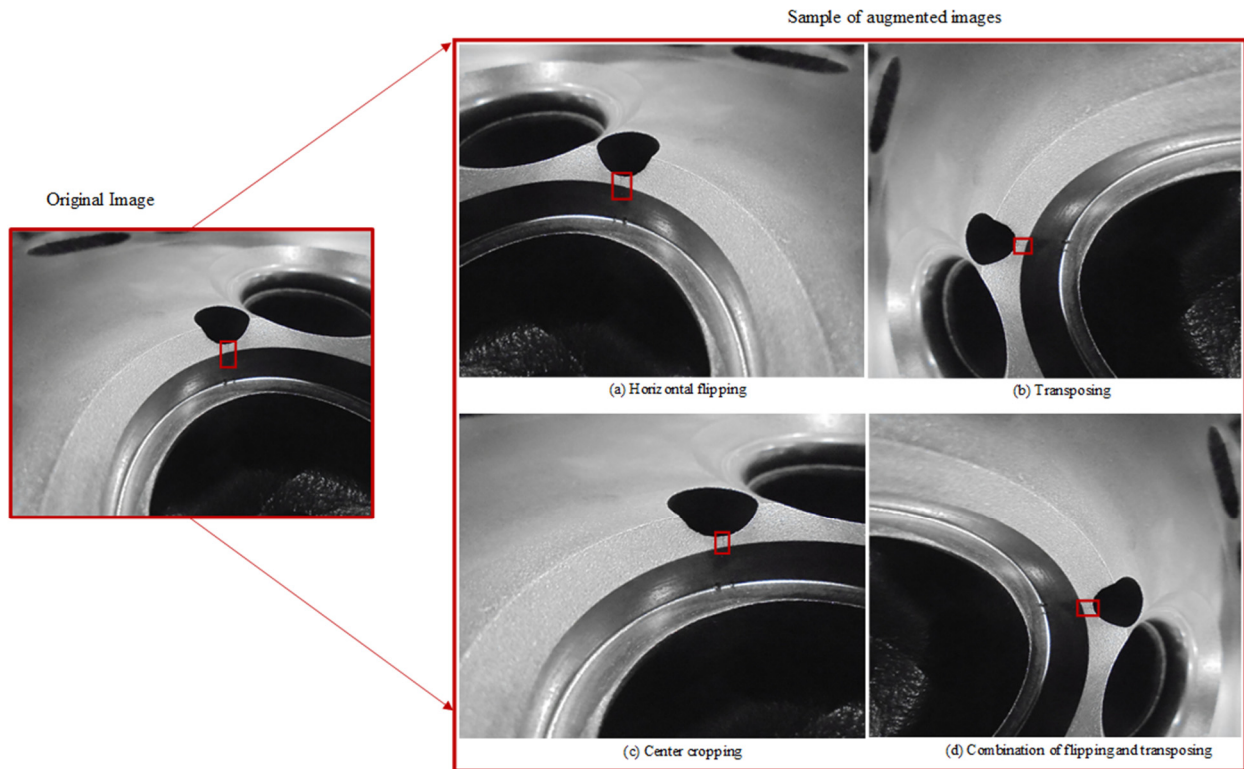 Sample of augmented images
Original Image
(a) Horizontal flipping
(b) Transposing
(c) Center cropping
(d) Combination of flipping and transposing